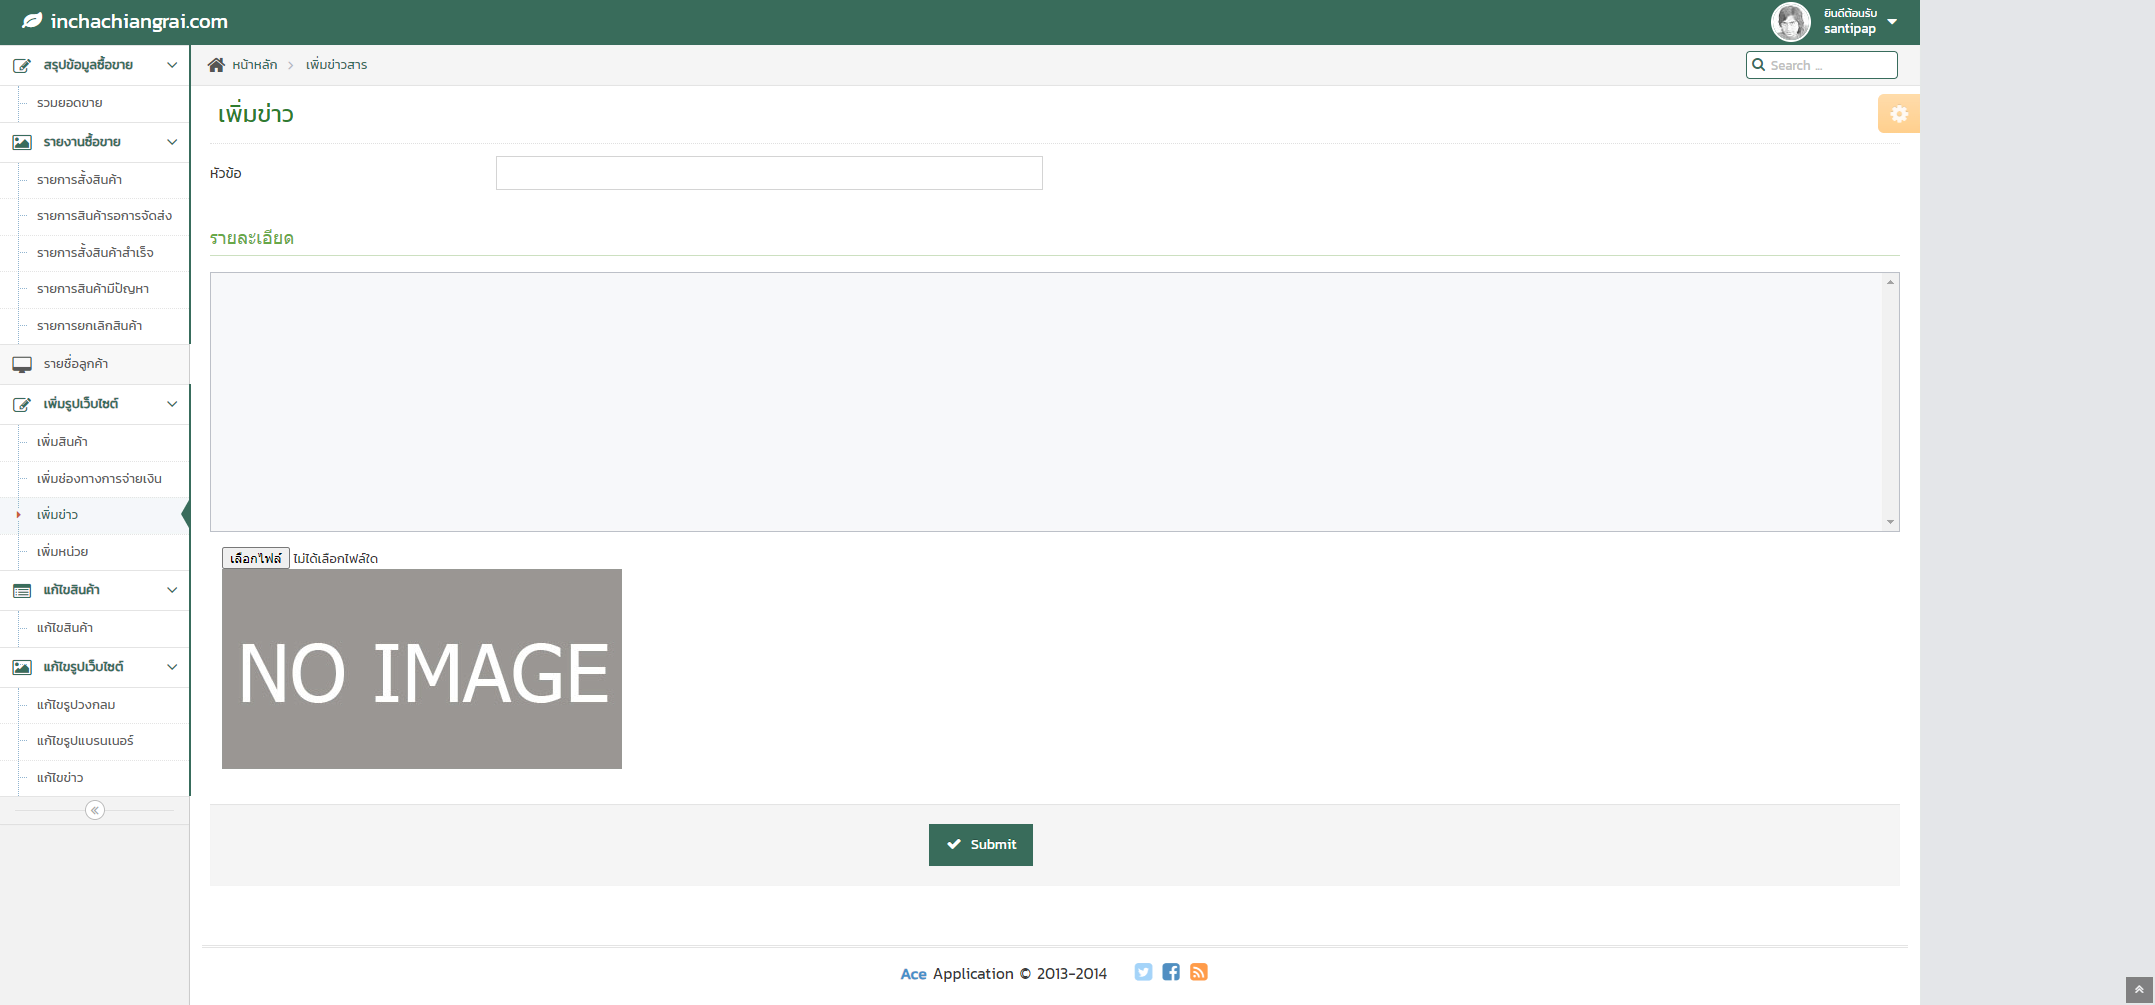 inchachiangrai.com
ยินดีต้อนรับ
santipap
สรุปข้อมูลซื้อขาย
รวมยอดขาย
รายงานซื้อขาย
รายการสั่งสินค้า
รายการสินค้ารอการจัดส่ง
รายการสั่งสินค้าสำเร็จ
รายการสินค้ามีปัญหา
รายการยกเลิกสินค้า
รายชื่อลูกค้า
เพิ่มรูปเว็บไซต์
เพิ่มสินค้า
เพิ่มช่องทางการจ่ายเงิน
เพิ่มข่าว
เพิ่มหน่วย
แก้ไขสินค้า
แก้ไขสินค้า
แก้ไขรูปเว็บไซต์
แก้ไขรูปวงกลม
แก้ไขรูปแบรนเนอร์
แก้ไขข่าว
หน้าหลัก เพิ่มข่าวสาร
Search ...
เพิ่มข่าว
หัวข้อ
รายละเอียด
เลือกไฟล์ ไม่ได้เลือกไฟล์ใด
NO IMAGE
Submit
Ace Application © 2013-2014